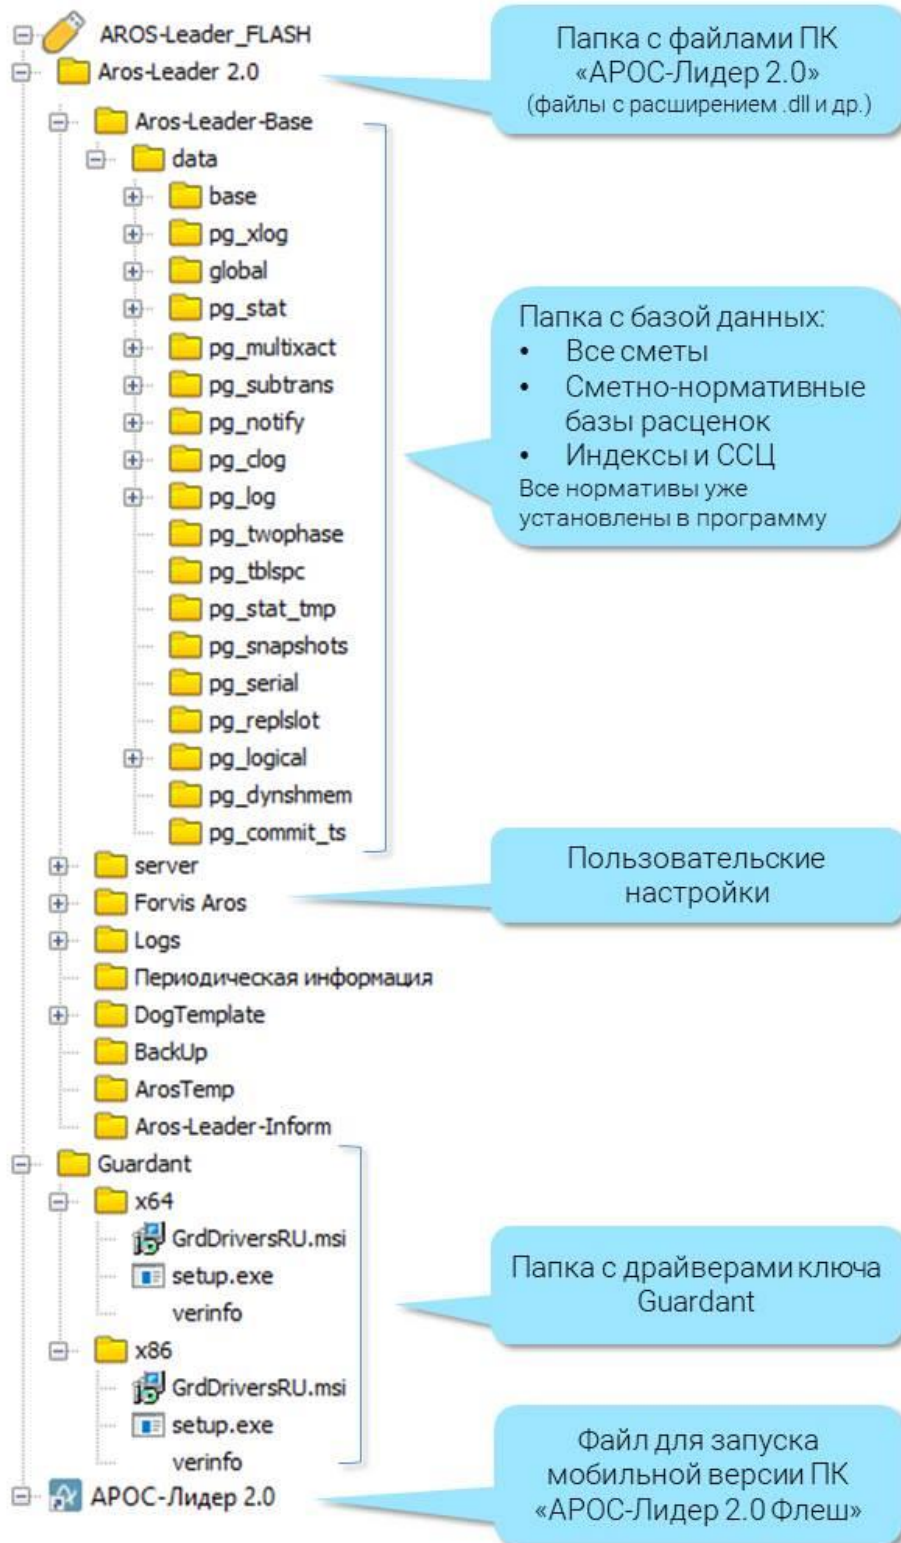 AROS-Leader_FLASH
Aros-Leader 2.0
Папка с файлами ПК
«АРОС-Лидер 2.0»
(файлы с расширением .dll и др.)
Aros-Leader-Base
data
base
pg_xlog
global
pg_stat
pg_multixact
pg_subtrans
pg_notify
pg_clog
pg_log
pg_twophase
pg_tblspc
pg_stat_tmp
pg_snapshots
pg_serial
pg_replslot
pg_logical
pg_dynshmem
pg_commit_ts
Папка с базой данных:
• Все сметы
• Сметно-нормативные
базы расценок
• Индексы и ССЦ
Все нормативы уже
установлены в программу
server
Forvis Aros
Пользовательские
настройки
Logs
Периодическая информация
DogTemplate
BackUp
ArosTemp
Aros-Leader-Inform
Guardant
x64
GrdDriversRU.msi
setup.exe
verinfo
x86
GrdDriversRU.msi
setup.exe
verinfo
Папка с драйверами ключа
Guardant
АРОС-Лидер 2.0
Файл для запуска
мобильной версии ПК
«АРОС-Лидер 2.0 Флеш»